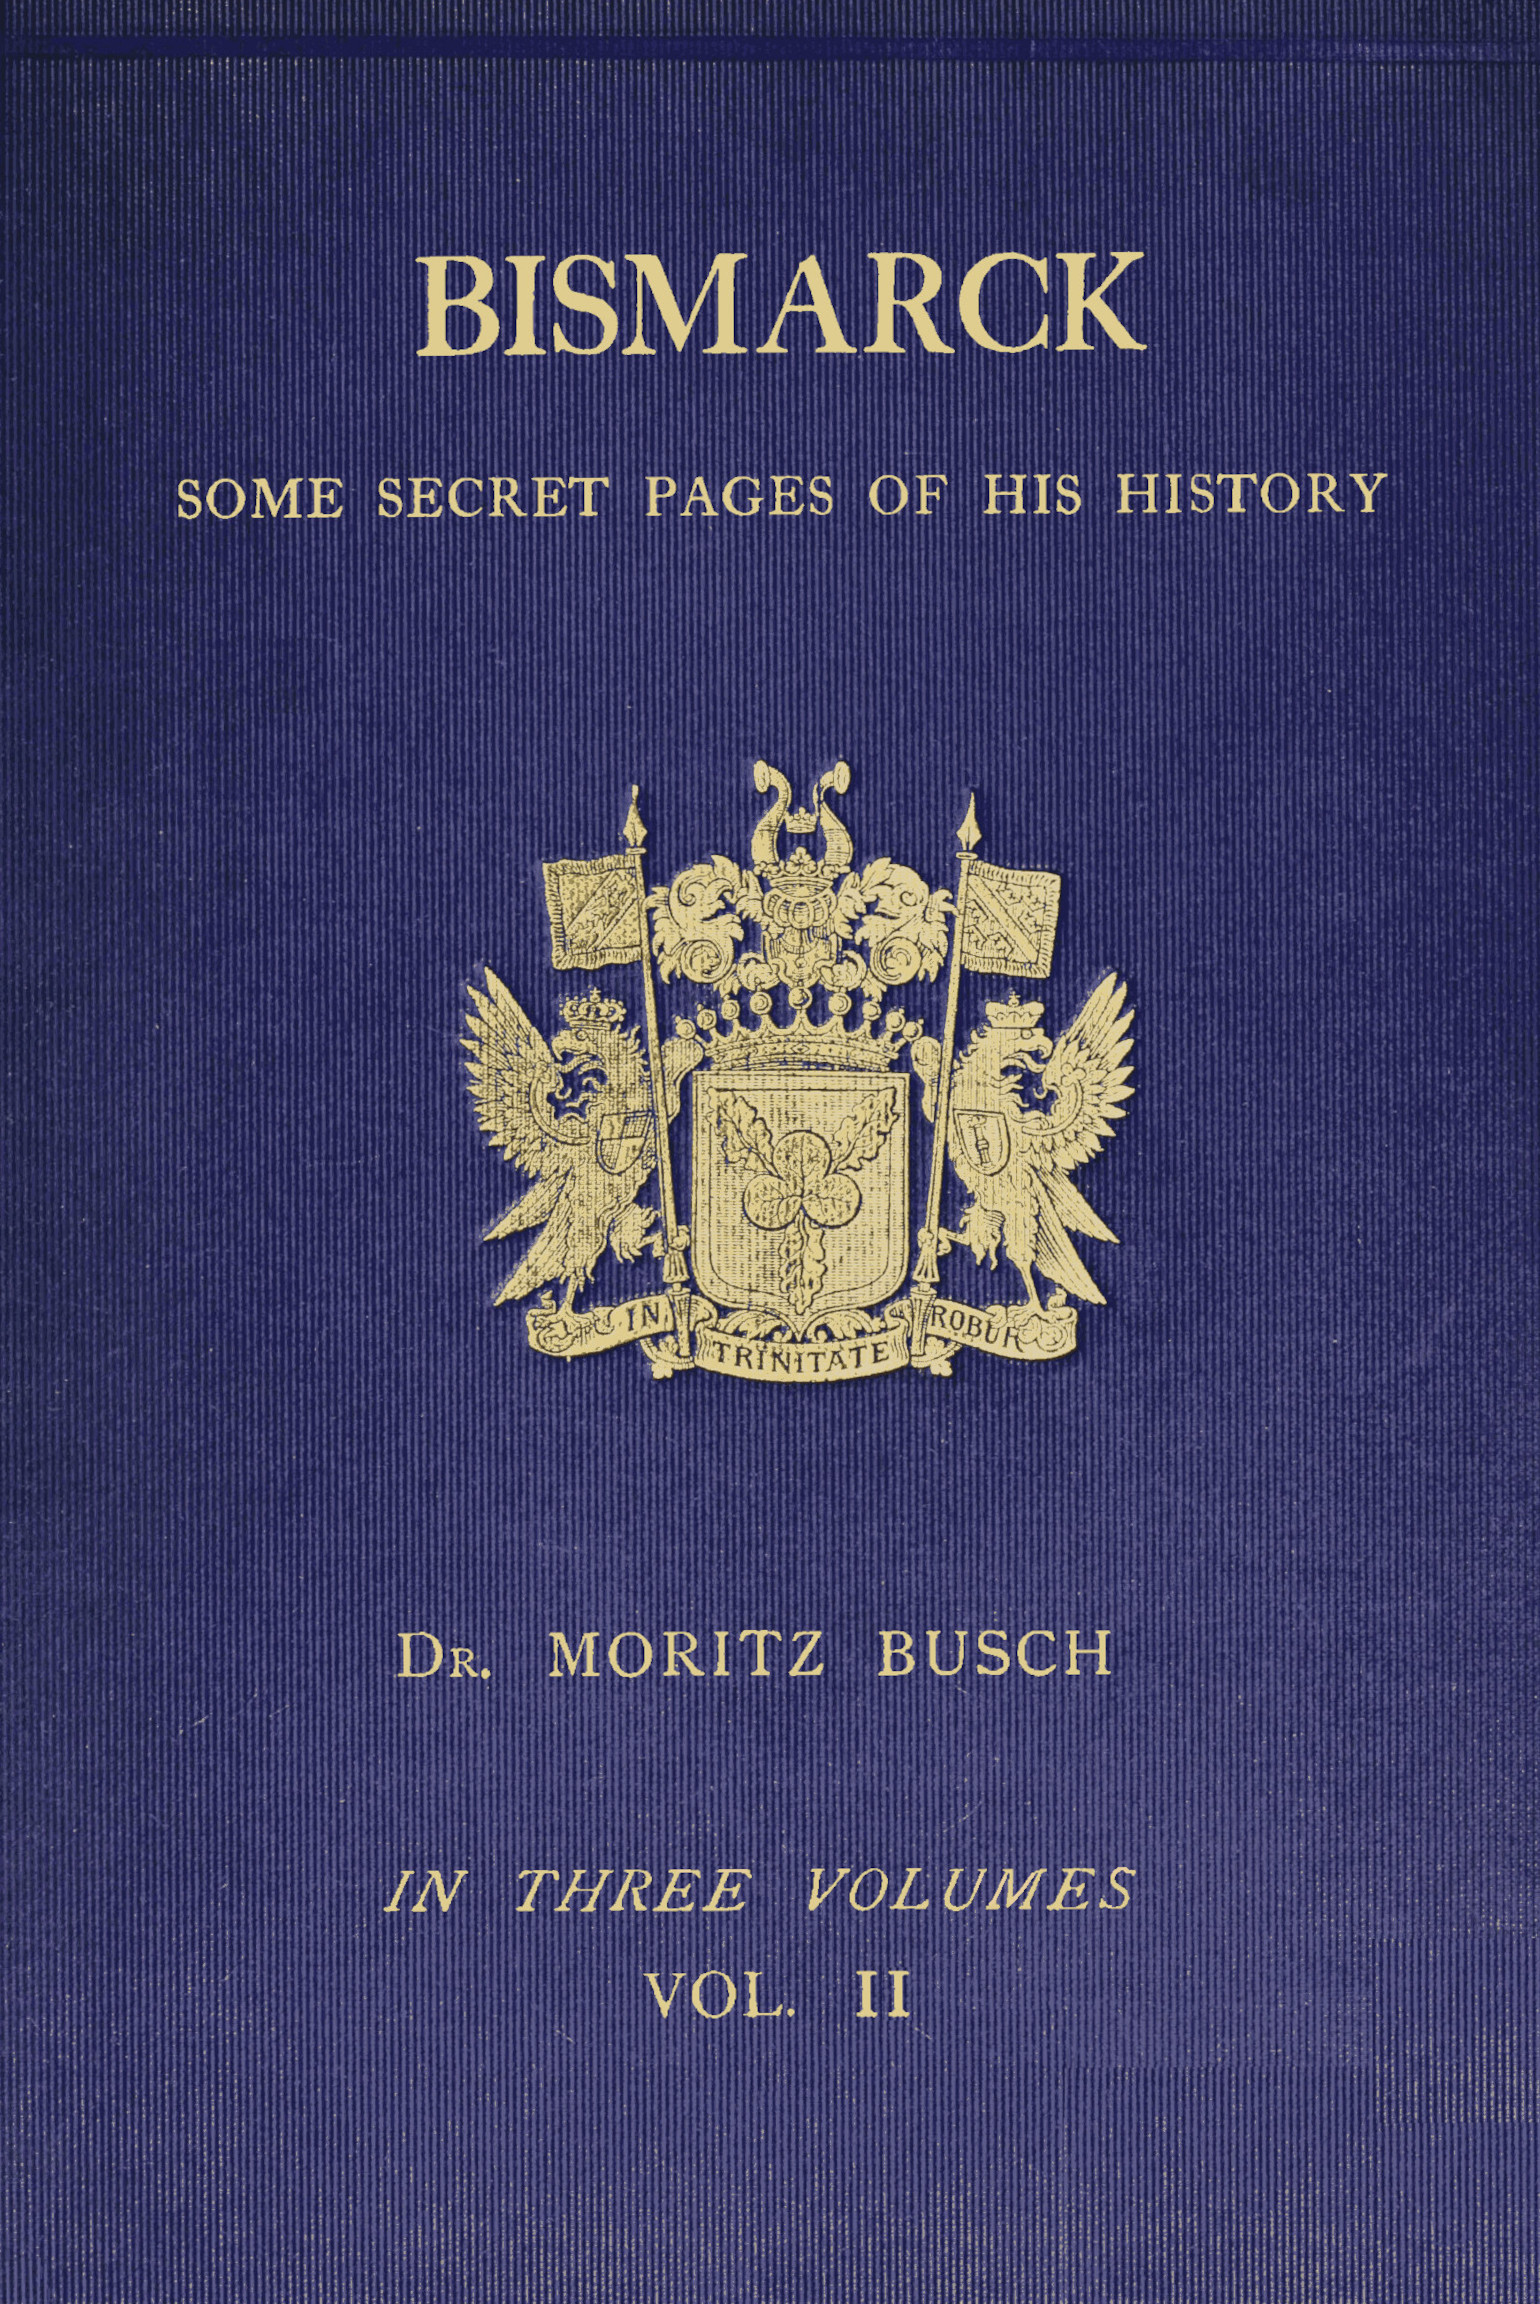 BISMARCK
SOME SECRET PAGES OF HIS HISTORY
IN TRINITATE ROBUR
DR. MORITZ BUSCH
IN THREE VOLUMES
VOL. II